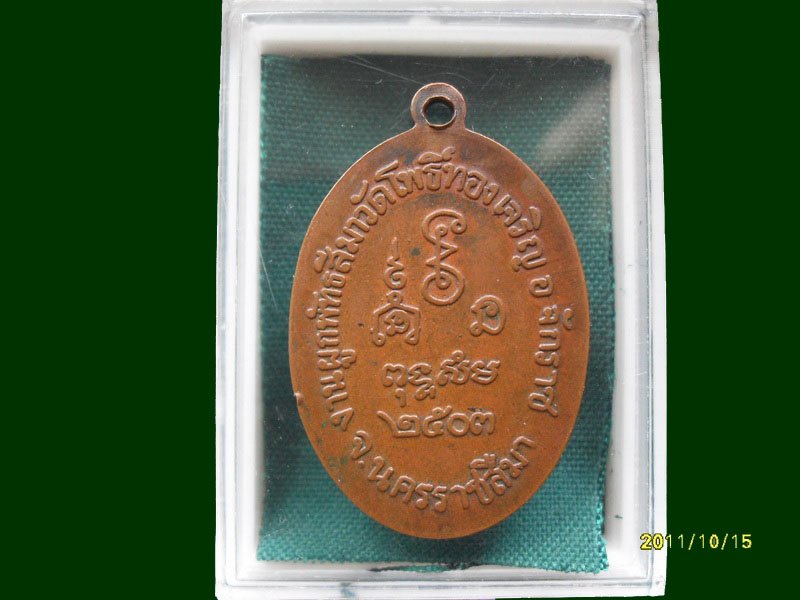 งานผูกพัทธสีมาวัดโพธิ์ทองเจริญ อ จักราช
จ.นครราชสีมา
๒๕๐๓
2011/10/15